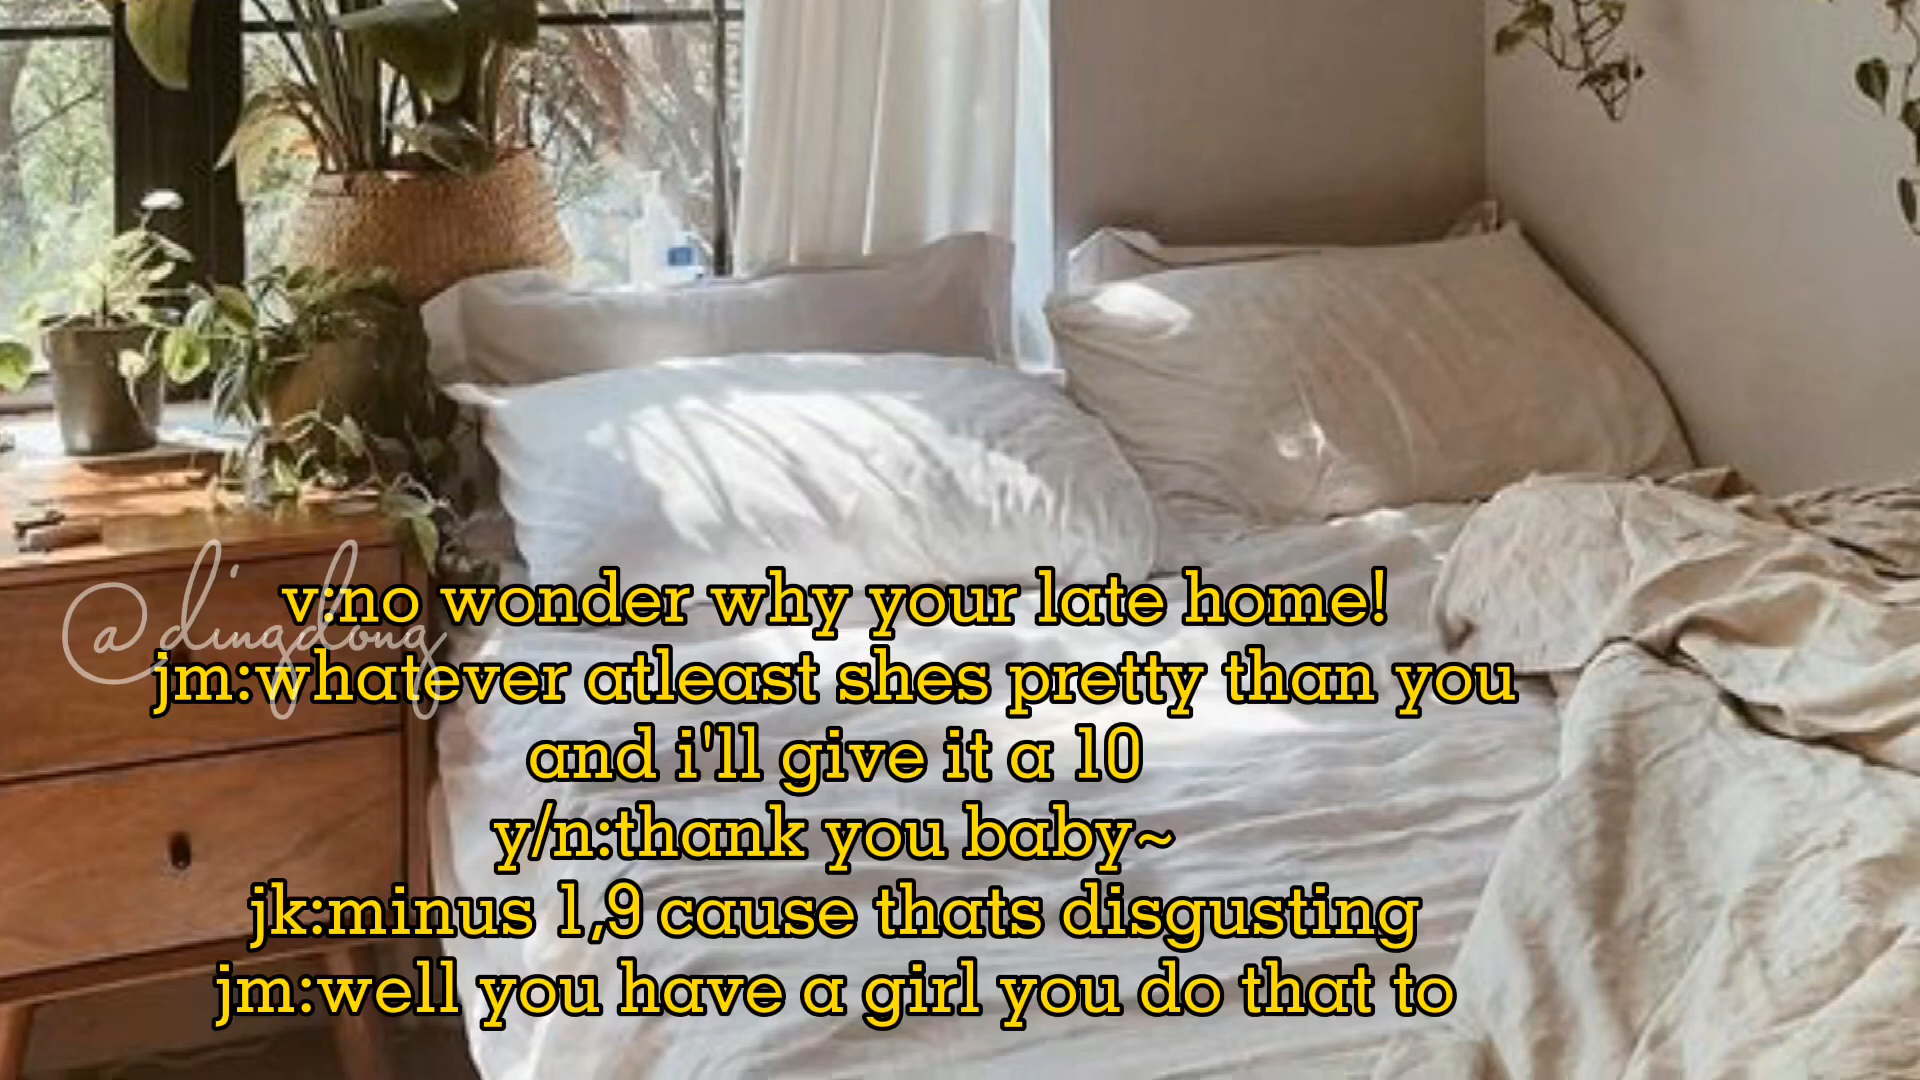 @dingdong
v:no wonder why your late home!
jm:whatever atleast shes pretty than you
and i'll give it a 10
y/n:thank you baby~
jk:minus 1,9 cause thats disgusting
jm:well you have a girl you do that to